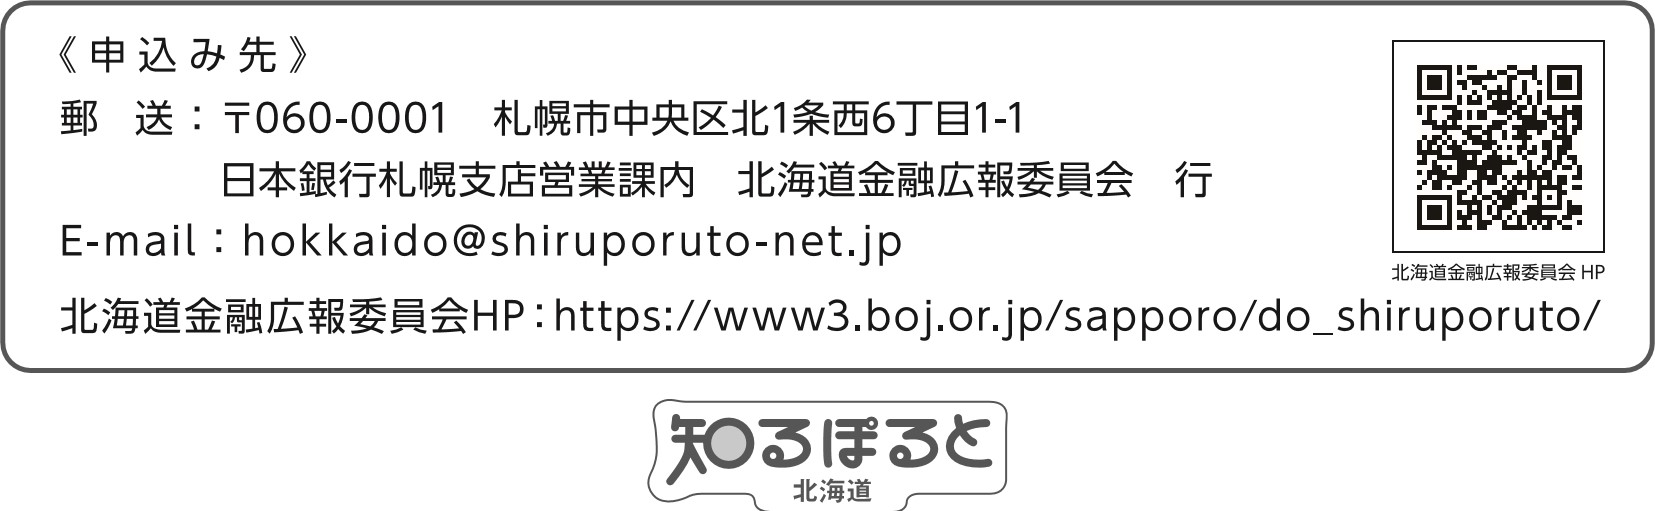 《申込み先》
郵　送：〒060-0001　札幌市中央区北1条西6丁目1-1
日本銀行札幌支店営業課内　北海道金融広報委員会　行
E-mail：hokkaido@shiruporuto-net.jp
北海道金融広報委員会 HP
北海道金融広報委員会HP：https://www3.boj.or.jp/sapporo/do_shiruporuto/
知るぽると
北海道